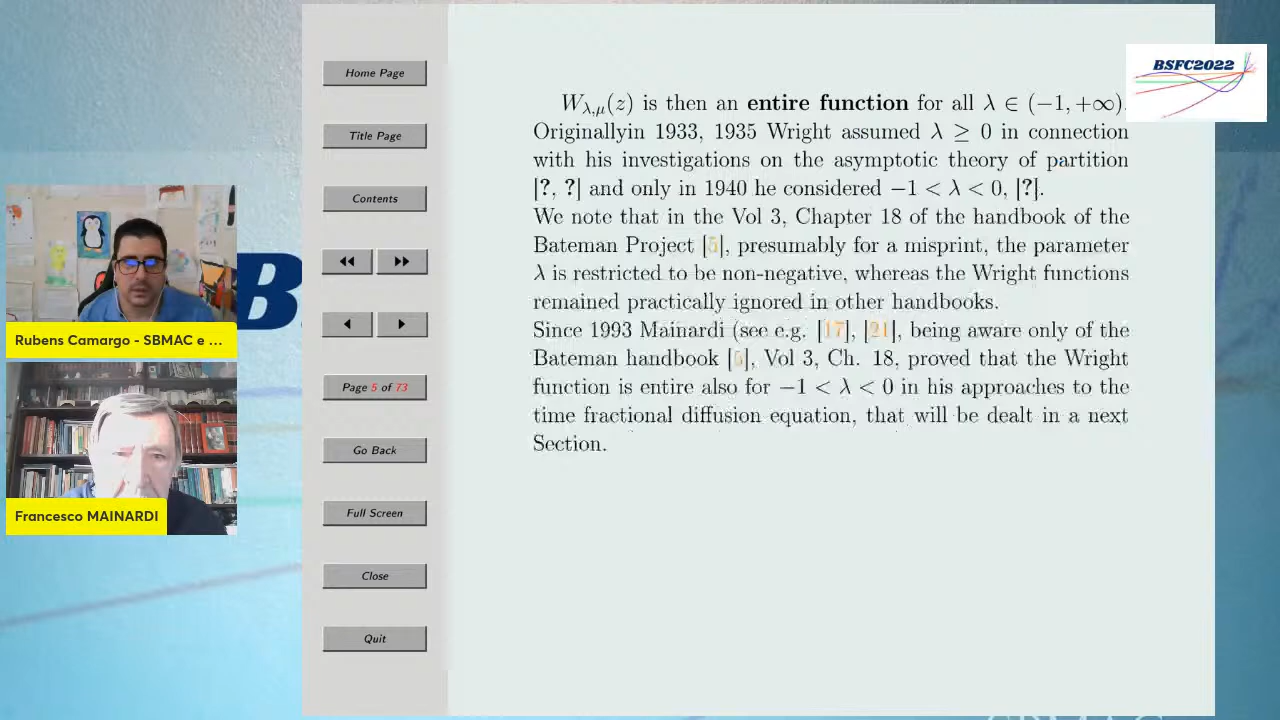 Home Page
Title Page
Contents
Page 5 of 73
Go Back
Full Screen
Close
Quit
W_{λ,μ}(z) is then an entire function for all λ ∈ (−1, +∞).
Originallyin 1933, 1935 Wright assumed λ ≥ 0 in connection
with his investigations on the asymptotic theory of partition
[?, ?] and only in 1940 he considered −1 < λ < 0, [?].
We note that in the Vol 3, Chapter 18 of the handbook of the
Bateman Project [5], presumably for a misprint, the parameter
λ is restricted to be non-negative, whereas the Wright functions
remained practically ignored in other handbooks.
Since 1993 Mainardi (see e.g. [17], [21], being aware only of the
Bateman handbook [5], Vol 3, Ch. 18, proved that the Wright
function is entire also for −1 < λ < 0 in his approaches to the
time fractional diffusion equation, that will be dealt in a next
Section.
BSFC2022
B
Rubens Camargo - SBMAC e ...
Francesco MAINARDI